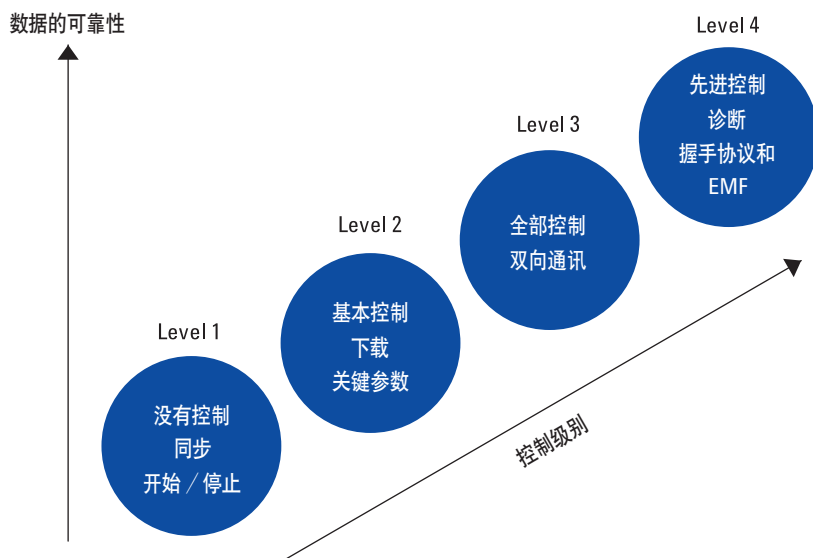 数据的可靠性
Level 4
先进控制
诊断
握手协议和
EMF
Level 3
全部控制
双向通讯
Level 2
基本控制
下载
关键参数
Level 1
没有控制
同步
开始／停止
控制级别